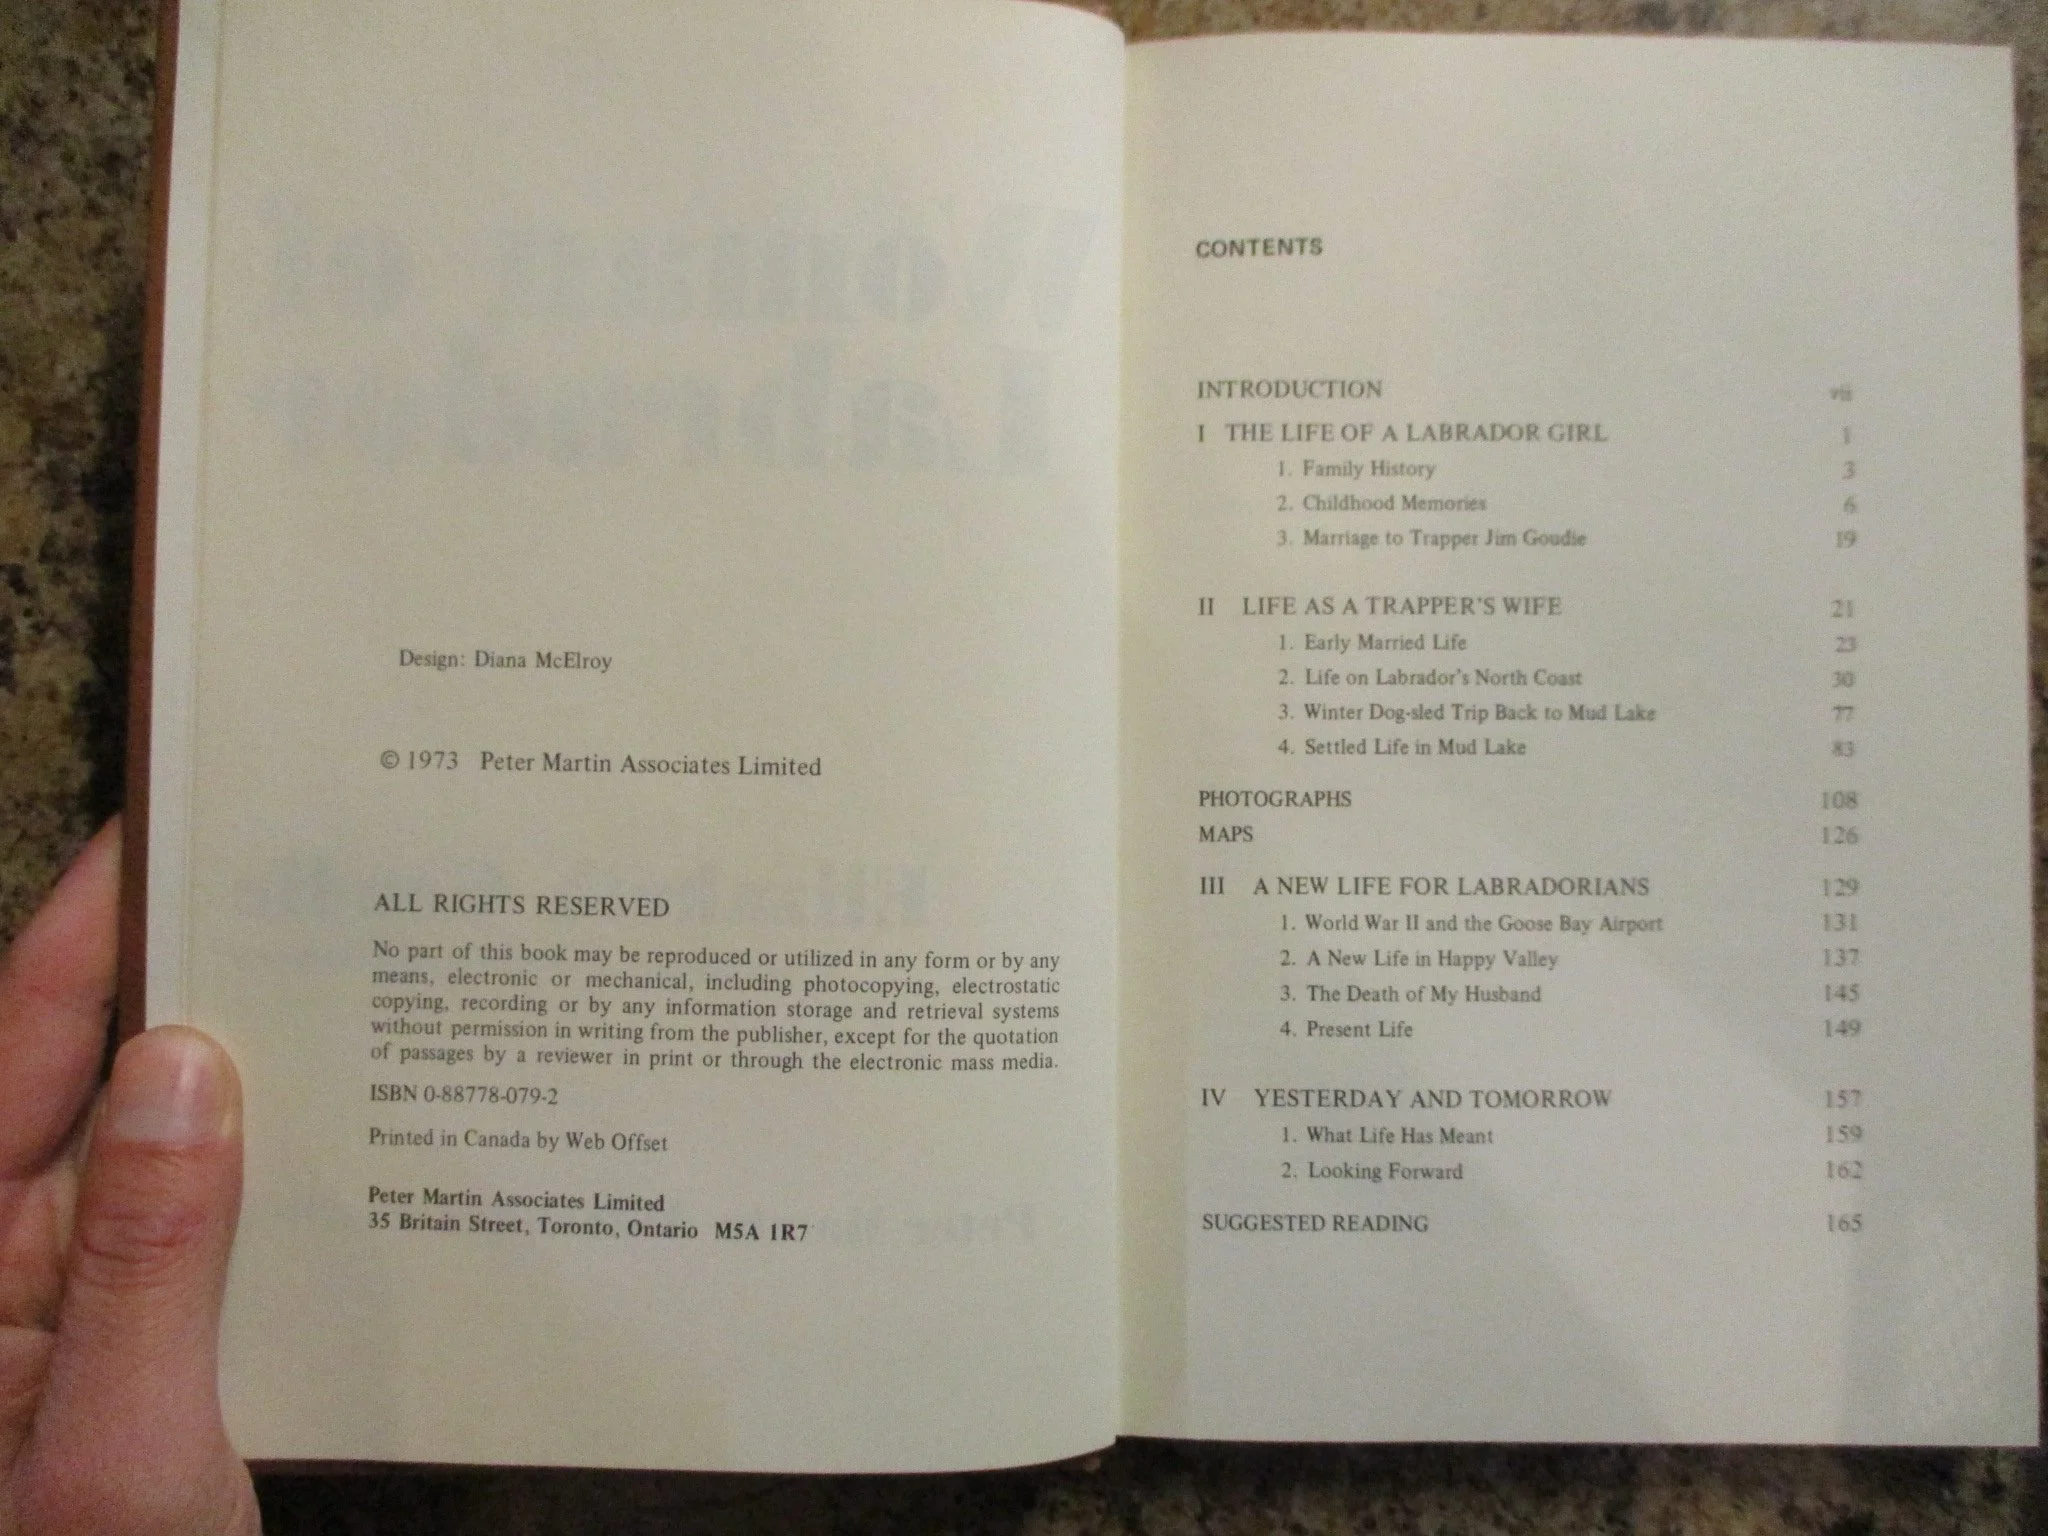 Design: Diana McElroy
© 1973 Peter Martin Associates Limited
ALL RIGHTS RESERVED
No part of this book may be reproduced or utilized in any form or by any
means, electronic or mechanical, including photocopying, electrostatic
copying, recording or by any information storage and retrieval systems
without permission in writing from the publisher, except for the quotation
of passages by a reviewer in print or through the electronic mass media.
ISBN 0-88778-079-2
Printed in Canada by Web Offset
Peter Martin Associates Limited
35 Britain Street, Toronto, Ontario M5A 1R7
CONTENTS
INTRODUCTION vii
I THE LIFE OF A LABRADOR GIRL 1
1. Family History 3
2. Childhood Memories 6
3. Marriage to Trapper Jim Goudie 19
II LIFE AS A TRAPPER'S WIFE 21
1. Early Married Life 23
2. Life on Labrador's North Coast 30
3. Winter Dog-sled Trip Back to Mud Lake 77
4. Settled Life in Mud Lake 83
PHOTOGRAPHS 108
MAPS 126
III A NEW LIFE FOR LABRADORIANS 129
1. World War II and the Goose Bay Airport 131
2. A New Life in Happy Valley 137
3. The Death of My Husband 145
4. Present Life 149
IV YESTERDAY AND TOMORROW 157
1. What Life Has Meant 159
2. Looking Forward 162
SUGGESTED READING 165